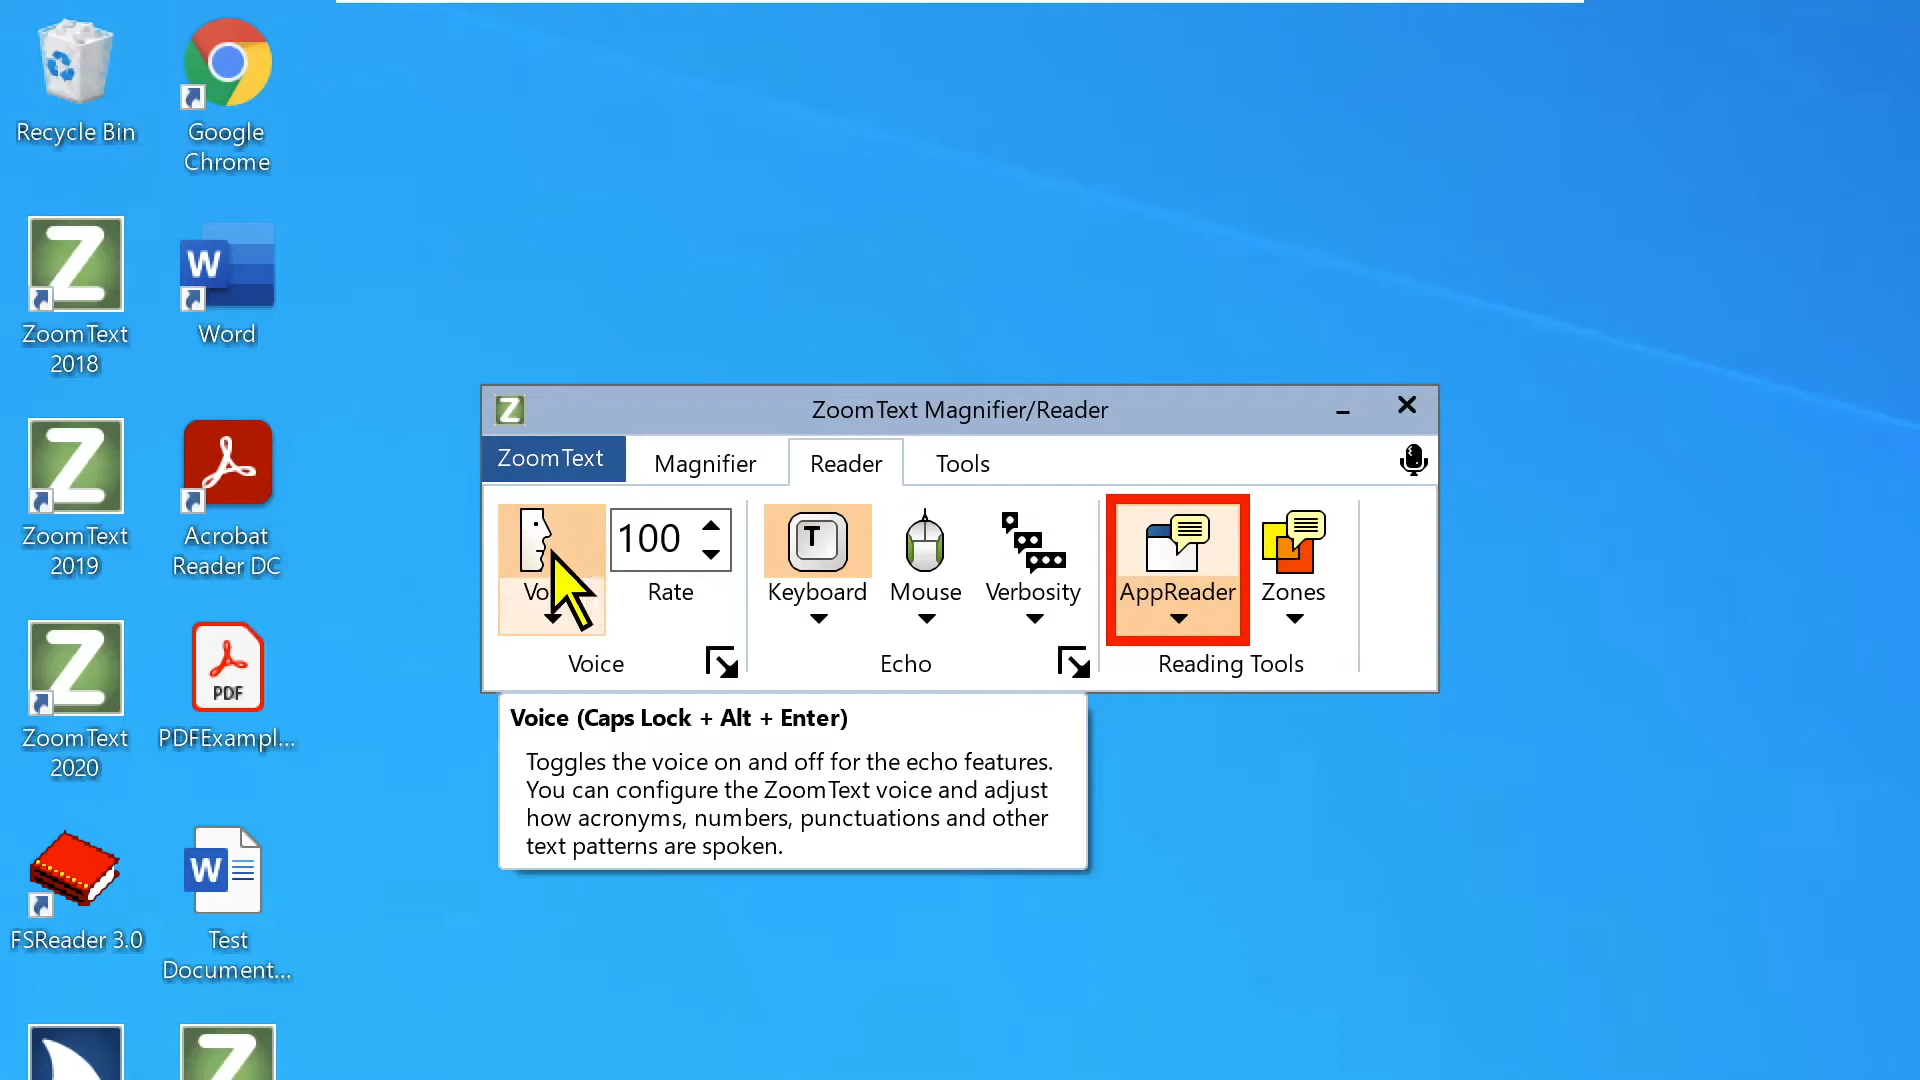 Recycle Bin
Google
Chrome
ZoomText
2018
W
Word
ZoomText
2019
Acrobat
Reader DC
ZoomText
2020
PDF
PDFExampl...
FSReader 3.0
W
Test
Document...
ZoomText Magnifier/Reader
ZoomText
Magnifier
Reader
Tools
100
T
Rate
Keyboard
Mouse
Verbosity
AppReader
Zones
Voice
Echo
Reading Tools
Voice (Caps Lock + Alt + Enter)
Toggles the voice on and off for the echo features.
You can configure the ZoomText voice and adjust
how acronyms, numbers, punctuations and other
text patterns are spoken.